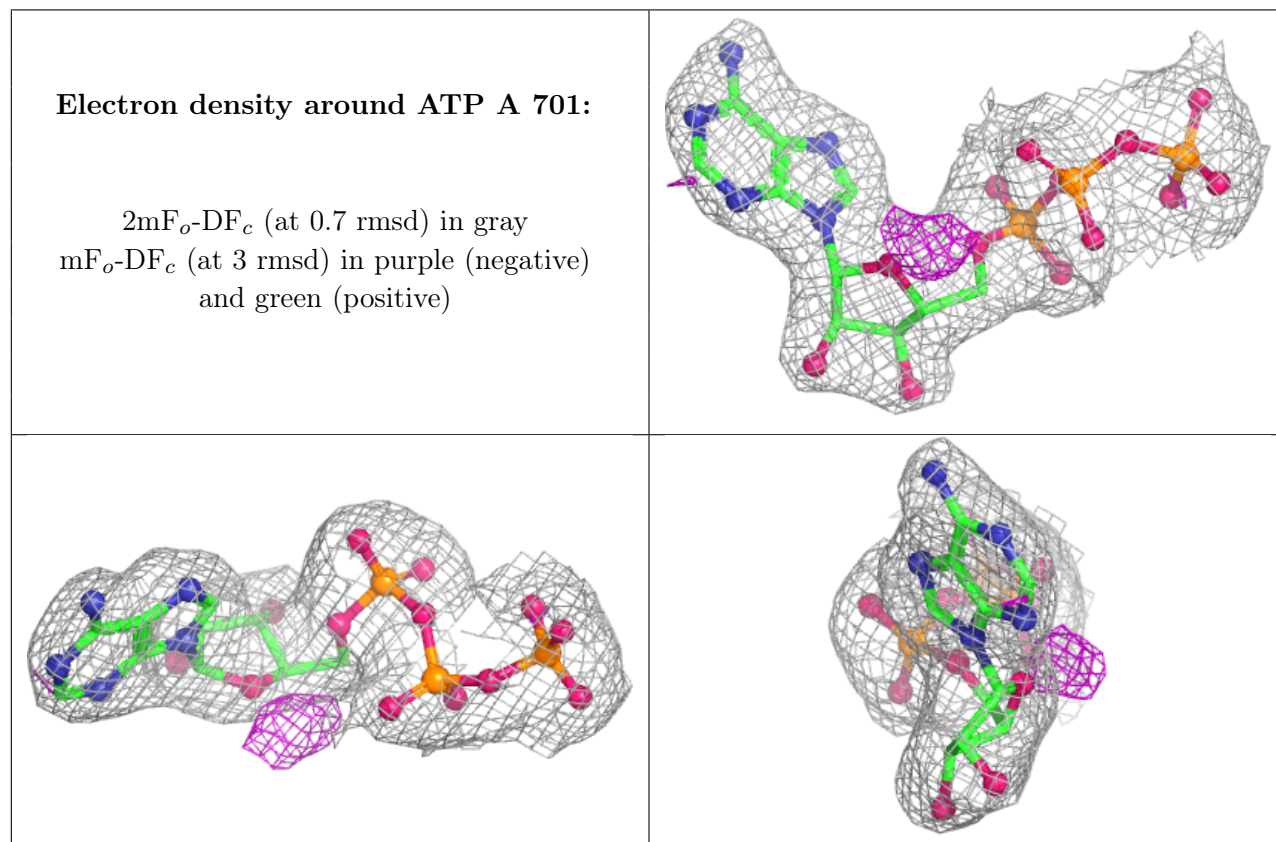 Electron density around ATP A 701:
2mFo-DFc (at 0.7 rmsd) in gray
mFo-DFc (at 3 rmsd) in purple (negative)
and green (positive)